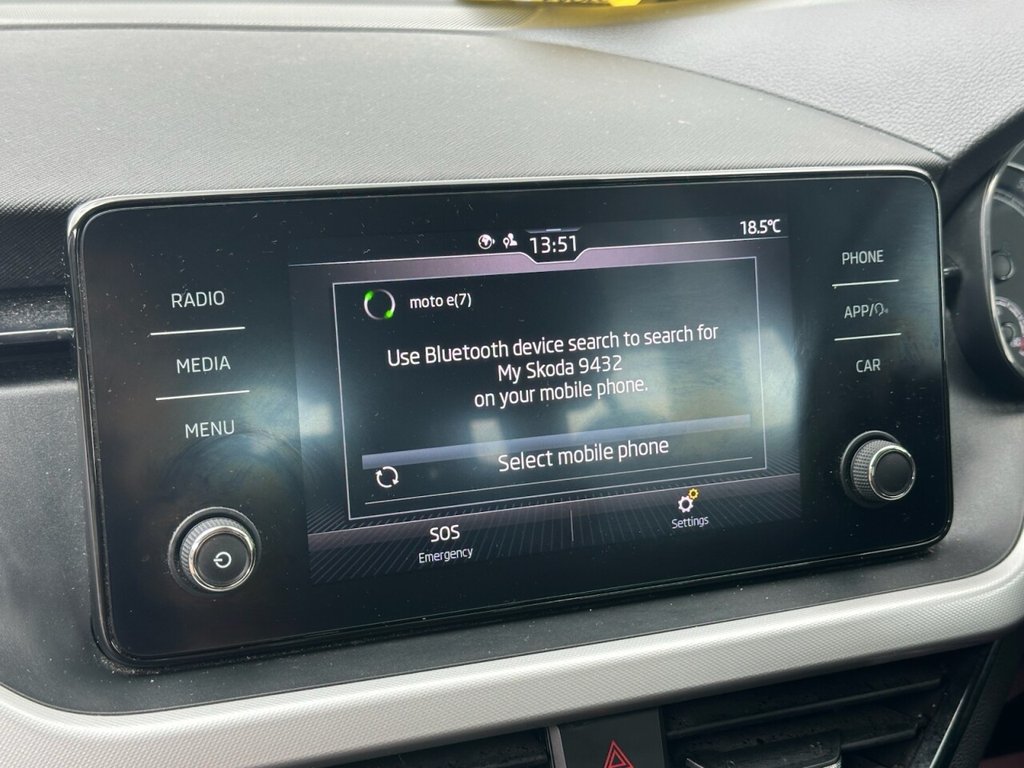 13:51
18.5°C
RADIO
MEDIA
MENU
moto e(7)
Use Bluetooth device search to search for
My Skoda 9432
on your mobile phone.
Select mobile phone
SOS
Emergency
Settings
PHONE
APP/
CAR